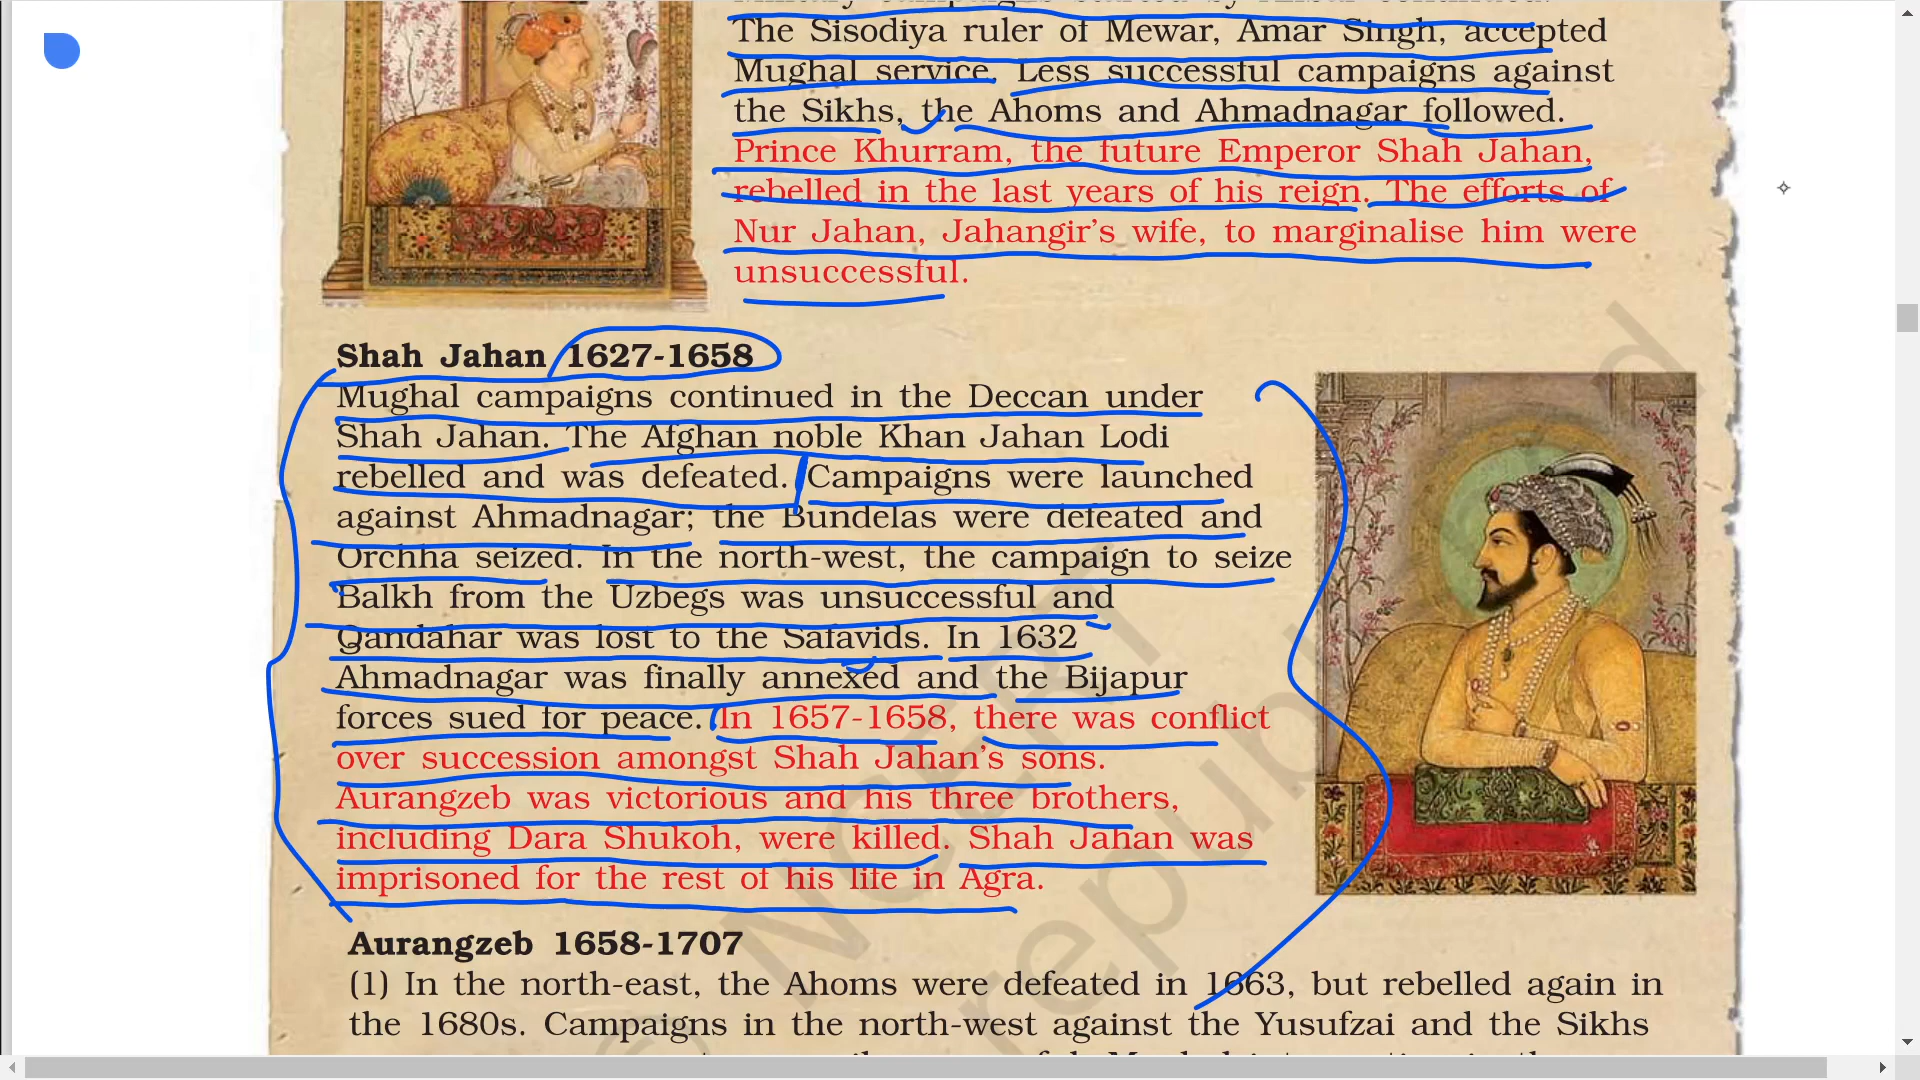 The Sisodiya ruler of Mewar, Amar Singh, accepted
Mughal service. Less successful campaigns against
the Sikhs, the Ahoms and Ahmadnagar followed.
Prince Khurram, the future Emperor Shah Jahan,
rebelled in the last years of his reign. The efforts of
Nur Jahan, Jahangir’s wife, to marginalise him were
unsuccessful.
Shah Jahan 1627-1658
Mughal campaigns continued in the Deccan under
Shah Jahan. The Afghan noble Khan Jahan Lodi
rebelled and was defeated. Campaigns were launched
against Ahmadnagar; the Bundelas were defeated and
Orchha seized. In the north-west, the campaign to seize
Balkh from the Uzbegs was unsuccessful and
Qandahar was lost to the Safavids. In 1632
Ahmadnagar was finally annexed and the Bijapur
forces sued for peace. In 1657-1658, there was conflict
over succession amongst Shah Jahan’s sons.
Aurangzeb was victorious and his three brothers,
including Dara Shukoh, were killed. Shah Jahan was
imprisoned for the rest of his life in Agra.
Aurangzeb 1658-1707
(1) In the north-east, the Ahoms were defeated in 1663, but rebelled again in
the 1680s. Campaigns in the north-west against the Yusufzai and the Sikhs
© NCERT